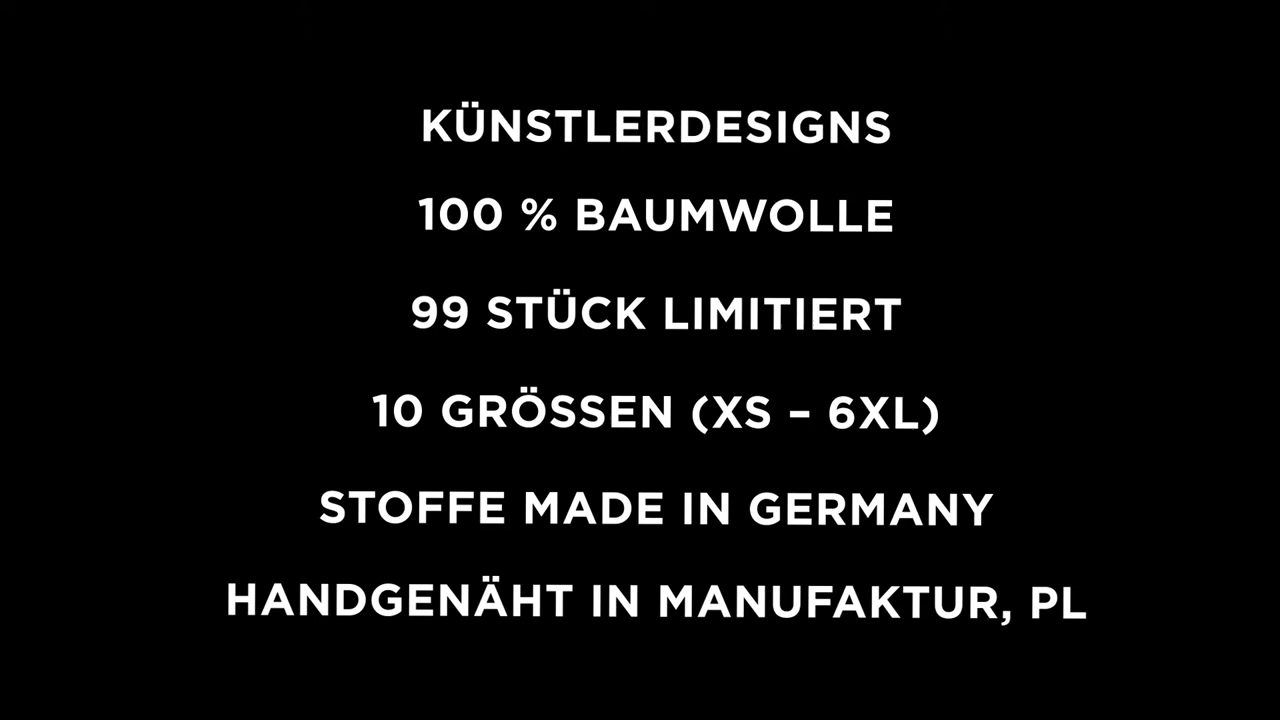 KÜNSTLERDESIGNS
100 % BAUMWOLLE
99 STÜCK LIMITIERT
10 GRÖSSEN (XS – 6XL)
STOFFE MADE IN GERMANY
HANDGENÄHT IN MANUFAKTUR, PL